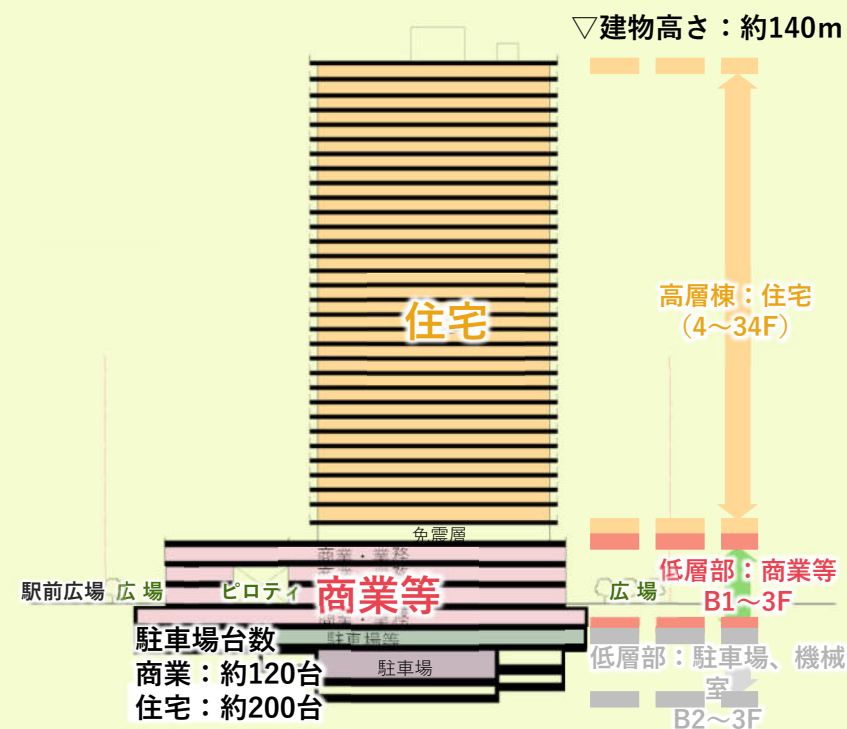 ▽建物高さ：約140m
住宅
高層棟：住宅
（4～34F）
免震層
商業・業務
駅前広場
広場
ピロティ
商業等
広場
低層部：商業等
B1～3F
駐車場等
駐車場台数
商業：約120台
住宅：約200台
駐車場
低層部：駐車場、機械
室
B2～3F